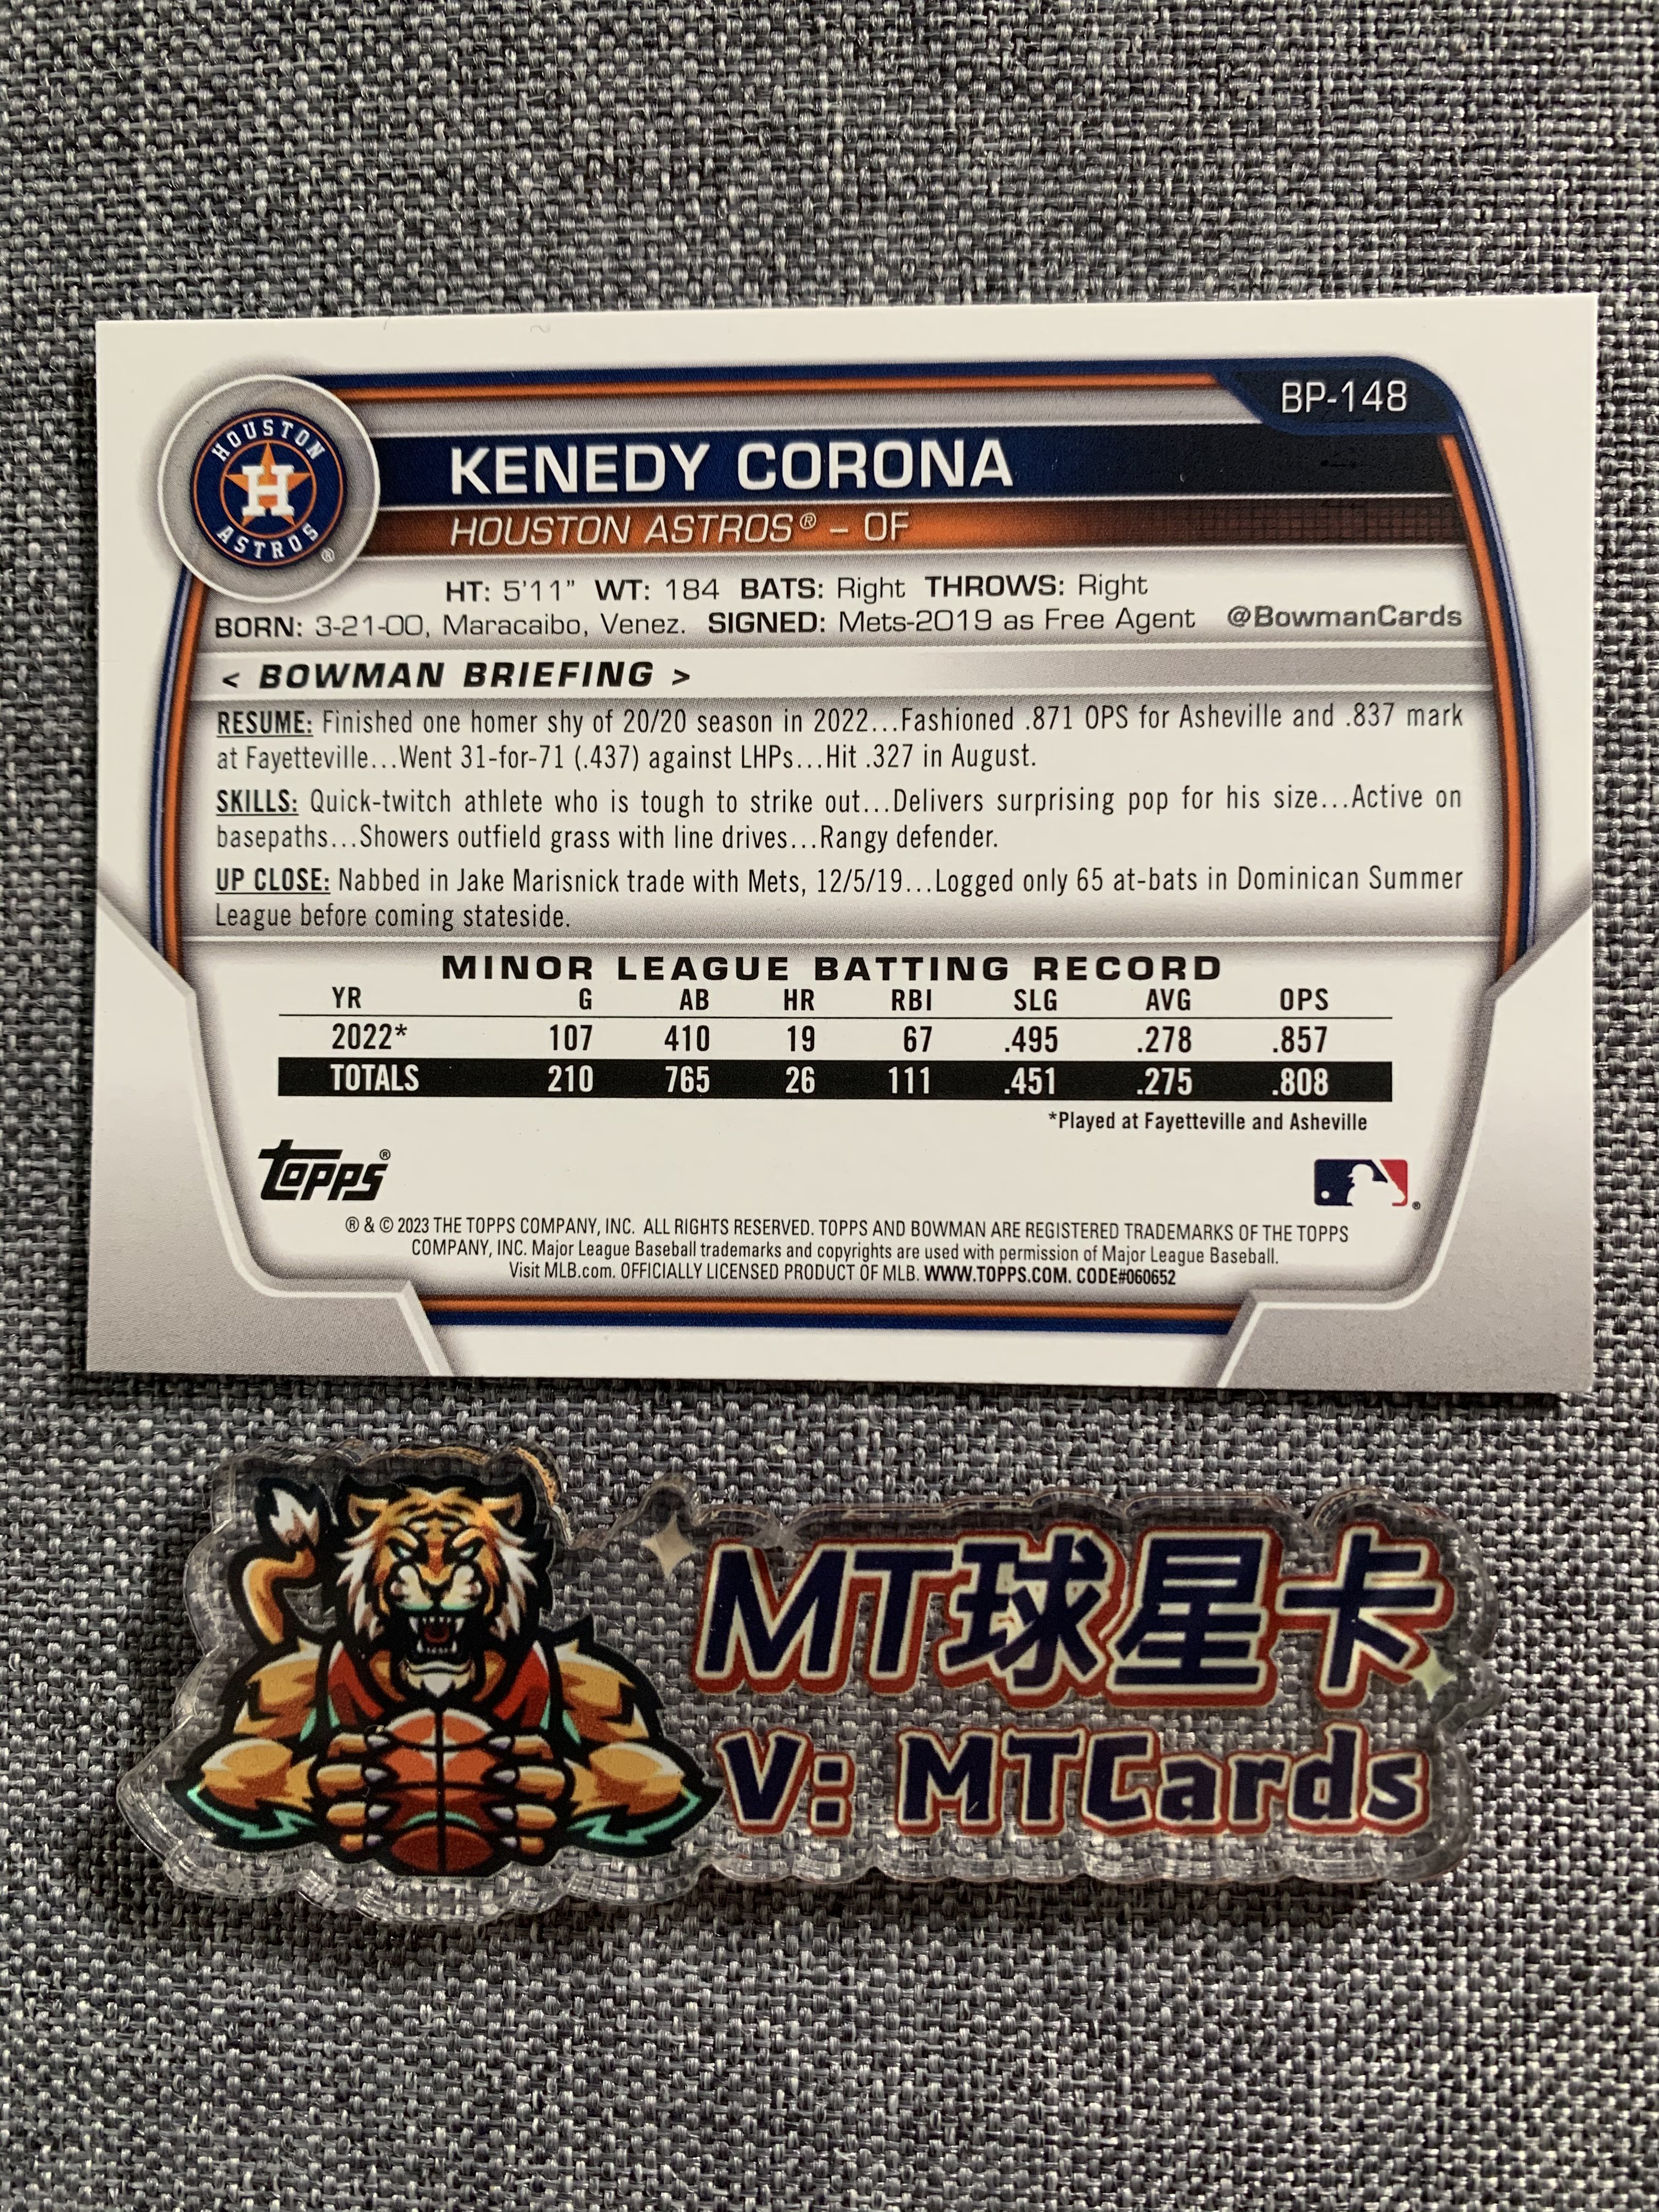 BP-148
HOUSTON
H
ASTROS®
KENEDY CORONA
HOUSTON ASTROS® – OF
HT: 5'11" WT: 184 BATS: Right THROWS: Right
BORN: 3-21-00, Maracaibo, Venez. SIGNED: Mets-2019 as Free Agent @BowmanCards
< BOWMAN BRIEFING >
RESUME: Finished one homer shy of 20/20 season in 2022...Fashioned .871 OPS for Asheville and .837 mark
at Fayetteville...Went 31-for-71 (.437) against LHPs...Hit .327 in August.
SKILLS: Quick-twitch athlete who is tough to strike out...Delivers surprising pop for his size...Active on
basepaths...Showers outfield grass with line drives...Rangy defender.
UP CLOSE: Nabbed in Jake Marisnick trade with Mets, 12/5/19...Logged only 65 at-bats in Dominican Summer
League before coming stateside.
MINOR LEAGUE BATTING RECORD
YR G AB HR RBI SLG AVG OPS
2022* 107 410 19 67 .495 .278 .857
TOTALS 210 765 26 111 .451 .275 .808
*Played at Fayetteville and Asheville
Topps®
® & © 2023 THE TOPPS COMPANY, INC. ALL RIGHTS RESERVED. TOPPS AND BOWMAN ARE REGISTERED TRADEMARKS OF THE TOPPS
COMPANY, INC. Major League Baseball trademarks and copyrights are used with permission of Major League Baseball.
Visit MLB.com. OFFICIALLY LICENSED PRODUCT OF MLB. WWW.TOPPS.COM. CODE#060652
MT球星卡
V: MTCards